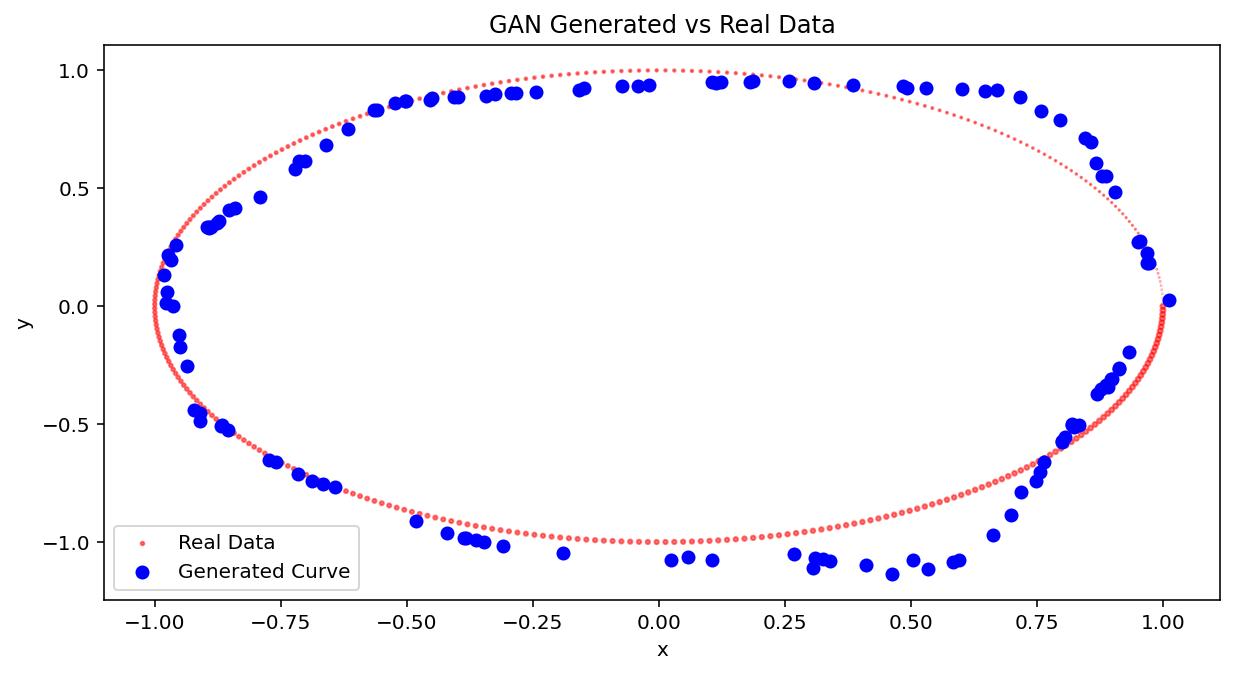 GAN Generated vs Real Data
1.0
0.5
0.0
−0.5
−1.0
y
Real Data
Generated Curve
−1.00 −0.75 −0.50 −0.25 0.00 0.25 0.50 0.75 1.00
x